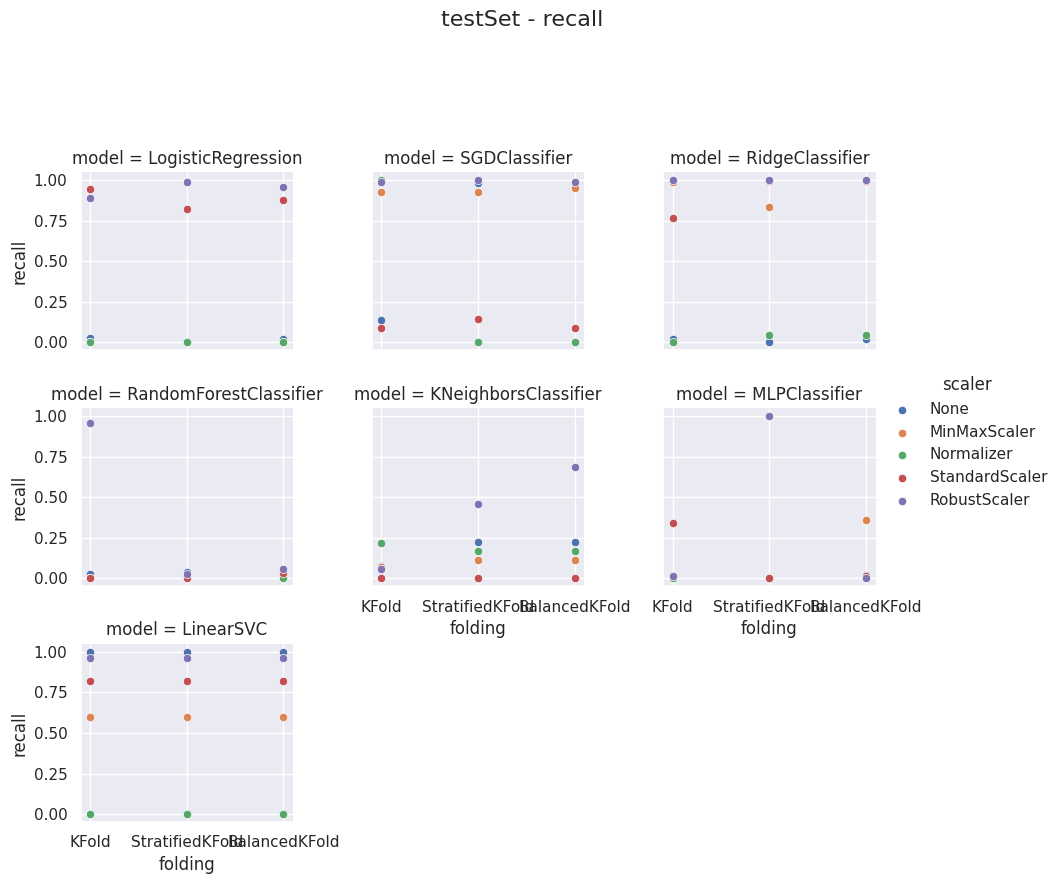 testSet - recall
model = LogisticRegression
model = SGDClassifier
model = RidgeClassifier
1.00
0.75
0.50
0.25
0.00
recall
model = RandomForestClassifier
model = KNeighborsClassifier
model = MLPClassifier
1.00
0.75
0.50
0.25
0.00
recall
KFold
StratifiedKFold
BalancedKFold
folding
KFold
StratifiedKFold
BalancedKFold
folding
scaler
None
MinMaxScaler
Normalizer
StandardScaler
RobustScaler
model = LinearSVC
1.00
0.75
0.50
0.25
0.00
recall
KFold
StratifiedKFold
BalancedKFold
folding